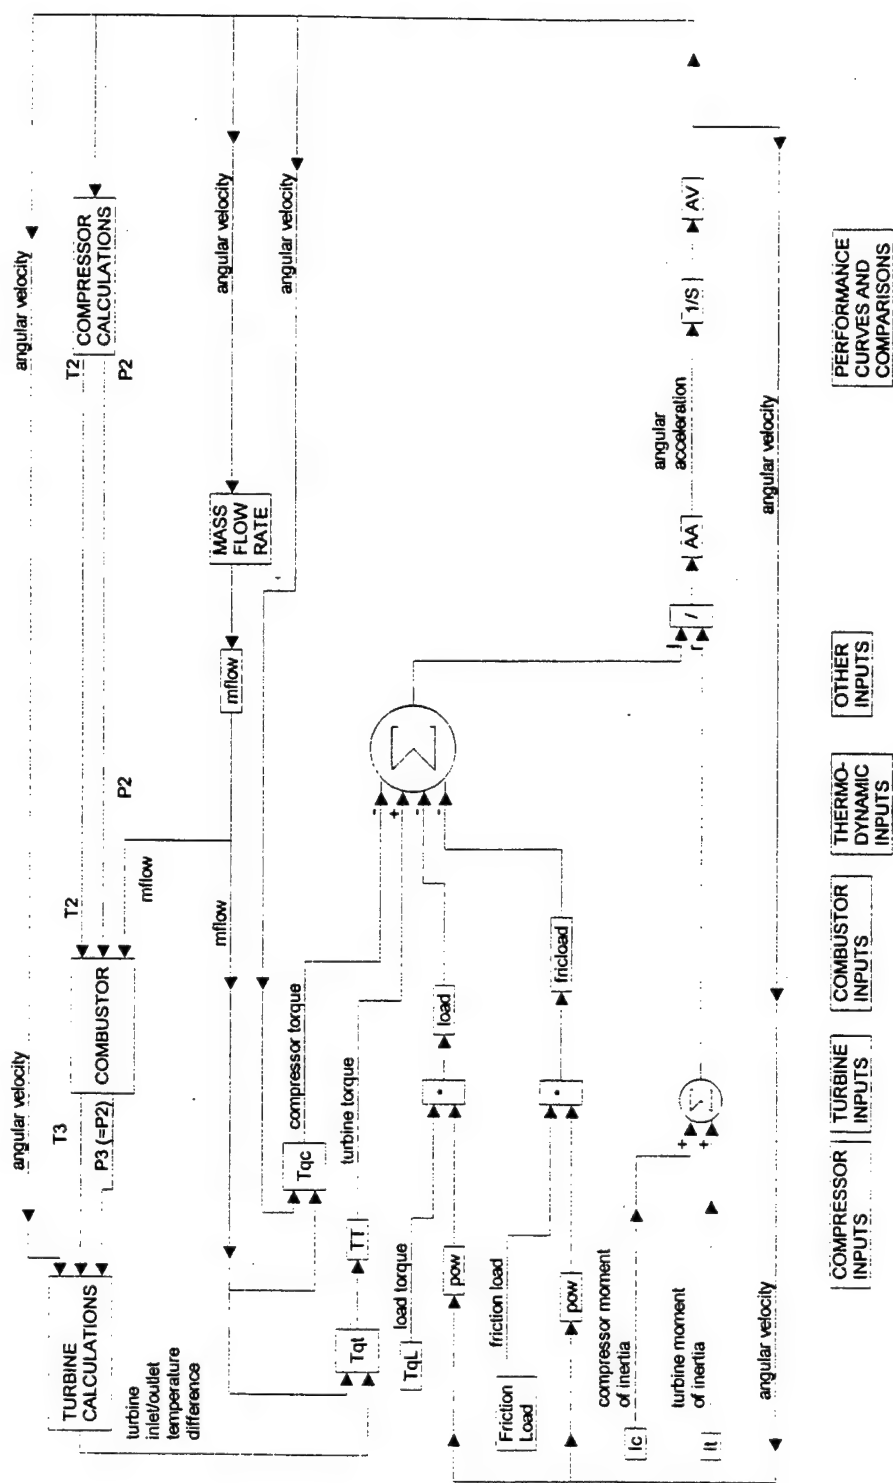 angular velocity
angular velocity
TURBINE
CALCULATIONS
T3
P3 (=P2)
COMBUSTOR
T2
P2
mflow
T2
P2
COMPRESSOR
CALCULATIONS
turbine
inlet/outlet
temperature
difference
mflow
mflow
MASS
FLOW
RATE
angular velocity
angular velocity
Tqc
compressor torque
Tqt
TT
turbine torque
TqL
load torque
pow
*
load
Friction
Load
friction load
pow
*
fricload
-
+
-
-
Σ
Ic
compressor moment
of inertia
It
turbine moment
of inertia
+
+
Σ
l
r
/
AA
angular
acceleration
1/S
AV
angular velocity
angular velocity
COMPRESSOR
INPUTS
TURBINE
INPUTS
COMBUSTOR
INPUTS
THERMO-
DYNAMIC
INPUTS
OTHER
INPUTS
PERFORMANCE
CURVES AND
COMPARISONS